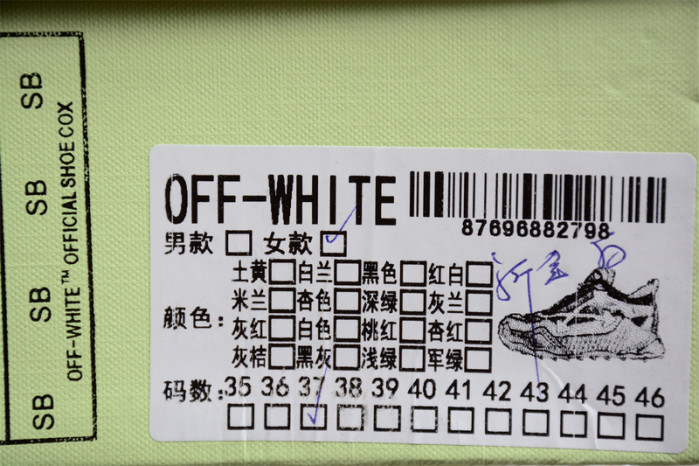 SB
SB
SB
SB
OFF-WHITE™ OFFICIAL SHOE COX
OFF-WHITE
87696882798
男款 女款
颜色:
土黄 白兰 黑色 红白
米兰 杏色 深绿 灰兰
灰红 白色 桃红 杏红
灰桔 黑灰 浅绿 军绿
码数: 35 36 37 38 39 40 41 42 43 44 45 46